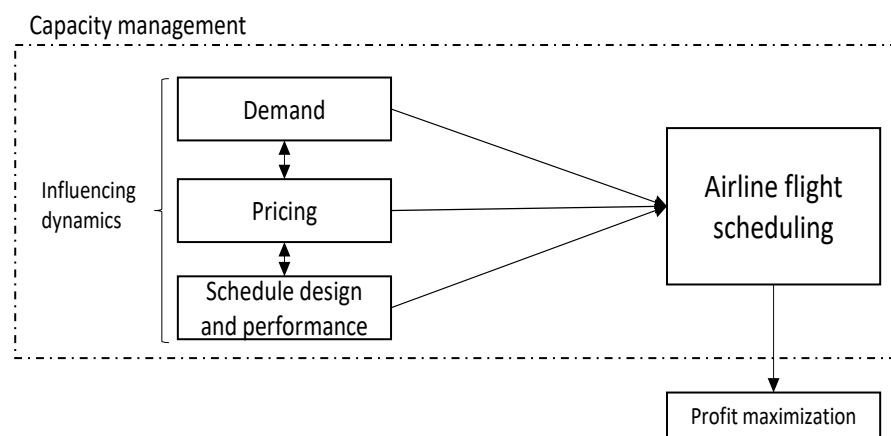 Capacity management
Demand
Influencing
dynamics
Pricing
Airline flight
scheduling
Schedule design
and performance
Profit maximization